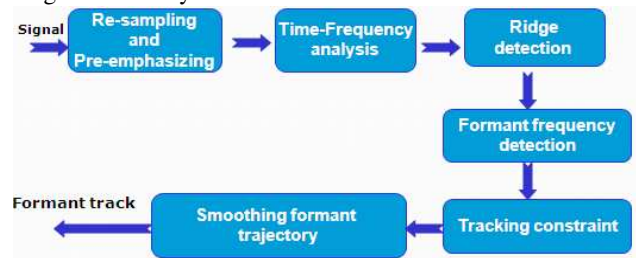 Signal
Re-sampling
and
Pre-emphasizing
Time-Frequency
analysis
Ridge
detection
Formant frequency
detection
Tracking constraint
Smoothing formant
trajectory
Formant track